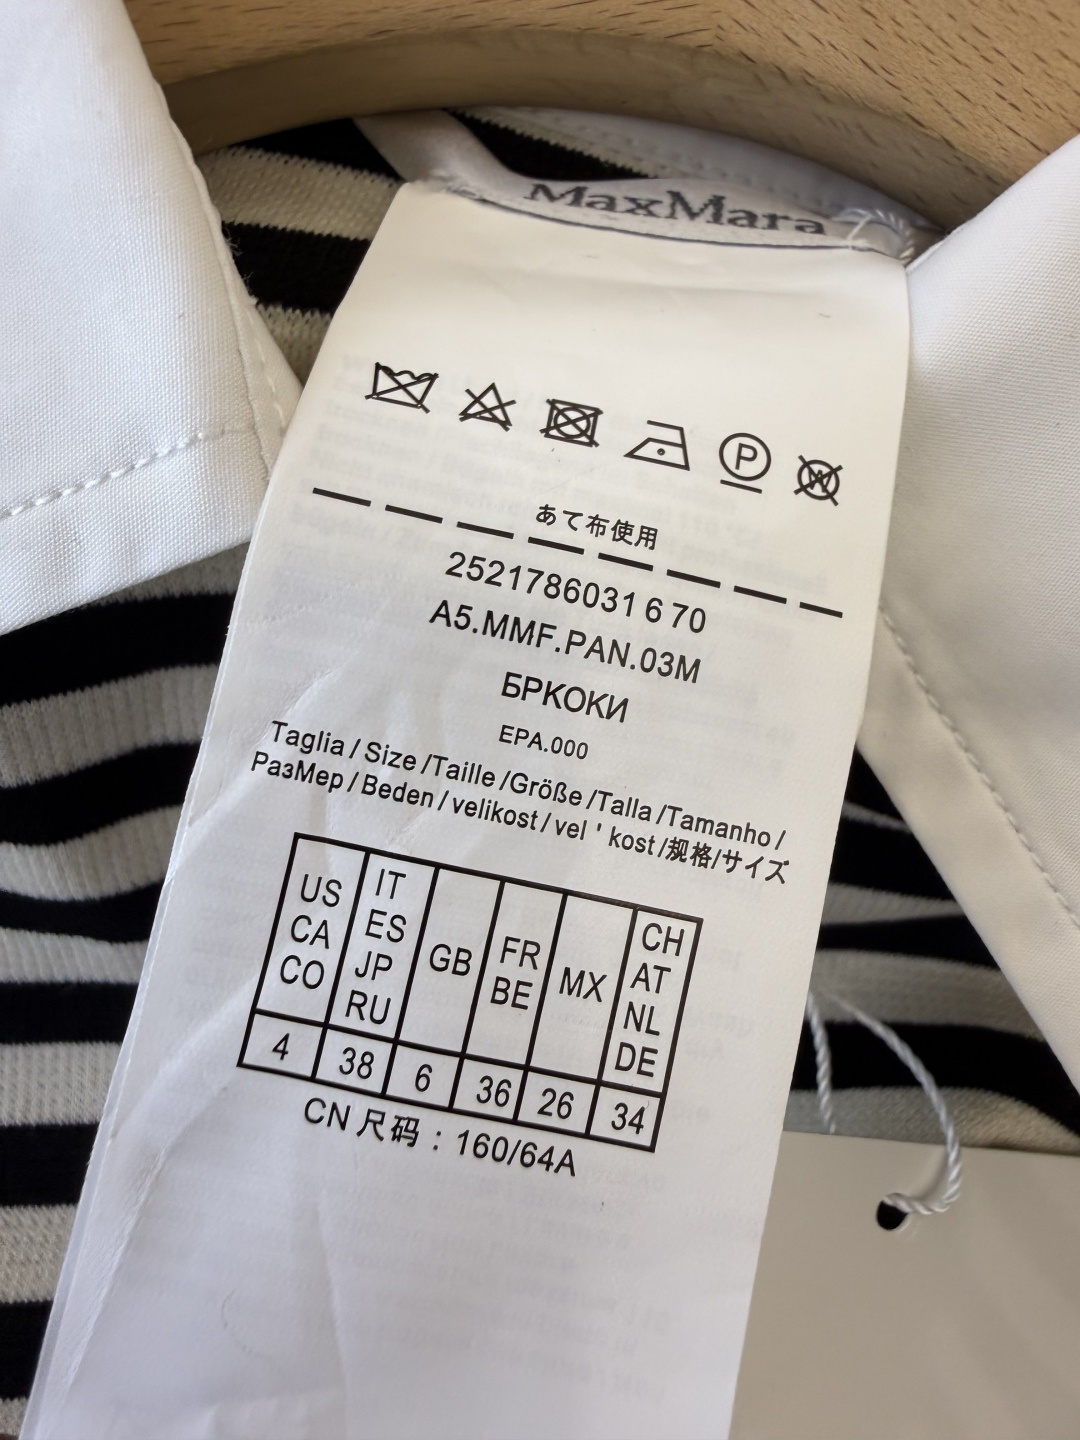 MaxMara
P
W
あて布使用
2521786031 6 70
A5.MMF.PAN.03M
БРКОКИ
EPA.000
Taglia / Size /Taille /Größe /Talla /Tamanho /
РазМер / Beden / velikost / vel ' kost /规格/サイズ
US CA CO
IT ES JP RU
GB
FR BE
MX
CH AT NL DE
4 38 6 36 26 34
CN 尺码 : 160/64A